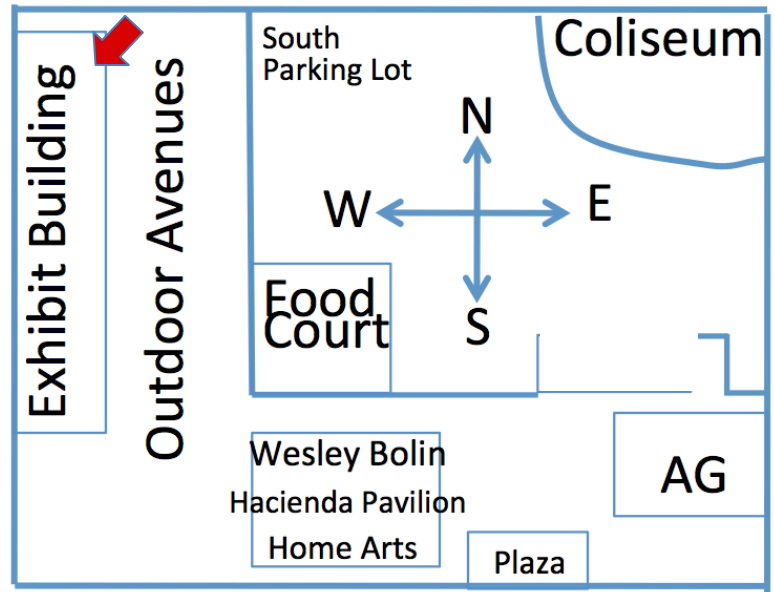 Exhibit Building
Outdoor Avenues
South
Parking Lot
Coliseum
N
W
E
S
Food
Court
Wesley Bolin
Hacienda Pavilion
Home Arts
AG
Plaza